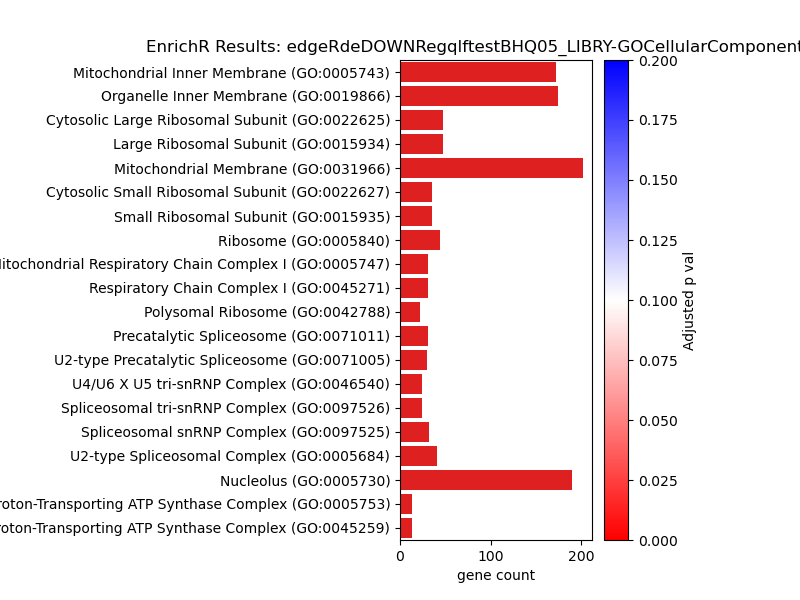 EnrichR Results: edgeRdeDOWNRegqlftestBHQ05_LIBRY-GOCellularComponent
Mitochondrial Inner Membrane (GO:0005743)
Organelle Inner Membrane (GO:0019866)
Cytosolic Large Ribosomal Subunit (GO:0022625)
Large Ribosomal Subunit (GO:0015934)
Mitochondrial Membrane (GO:0031966)
Cytosolic Small Ribosomal Subunit (GO:0022627)
Small Ribosomal Subunit (GO:0015935)
Ribosome (GO:0005840)
itochondrial Respiratory Chain Complex I (GO:0005747)
Respiratory Chain Complex I (GO:0045271)
Polysomal Ribosome (GO:0042788)
Precatalytic Spliceosome (GO:0071011)
U2-type Precatalytic Spliceosome (GO:0071005)
U4/U6 X U5 tri-snRNP Complex (GO:0046540)
Spliceosomal tri-snRNP Complex (GO:0097526)
Spliceosomal snRNP Complex (GO:0097525)
U2-type Spliceosomal Complex (GO:0005684)
Nucleolus (GO:0005730)
roton-Transporting ATP Synthase Complex (GO:0005753)
roton-Transporting ATP Synthase Complex (GO:0045259)
0 100 200
gene count
0.200
0.175
0.150
0.125
0.100
0.075
0.050
0.025
0.000
Adjusted p val